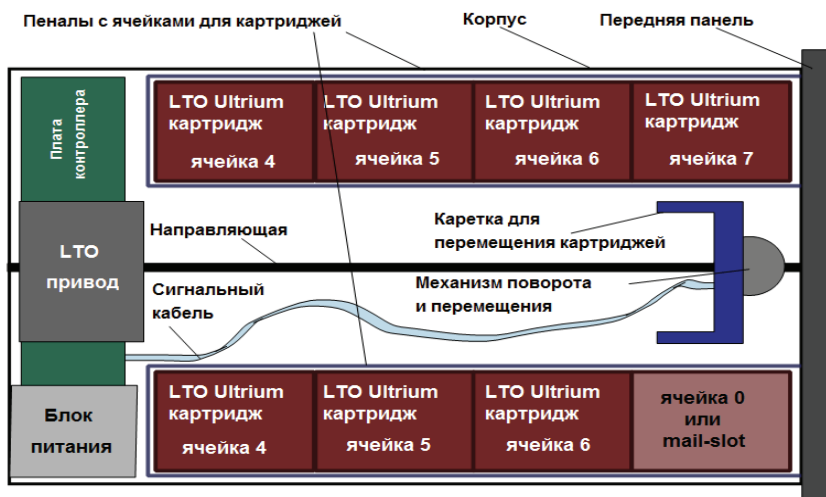 Пеналы с ячейками для картриджей
Корпус
Передняя панель
Плата
контроллера
LTO Ultrium
картридж
ячейка 4
LTO Ultrium
картридж
ячейка 5
LTO Ultrium
картридж
ячейка 6
LTO Ultrium
картридж
ячейка 7
LTO
привод
Направляющая
Каретка для
перемещения картриджей
Сигнальный
кабель
Механизм поворота
и перемещения
Блок
питания
LTO Ultrium
картридж
ячейка 4
LTO Ultrium
картридж
ячейка 5
LTO Ultrium
картридж
ячейка 6
ячейка 0
или
mail-slot